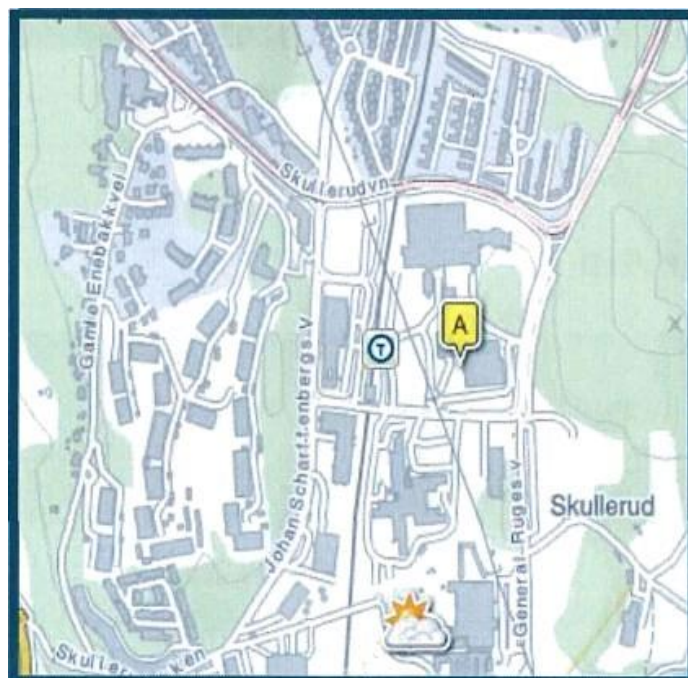 Skullerudvn
Gamle Enebakkvei
A
T
Johan Scharffenbergs V
Skullerud
General Ruges v.